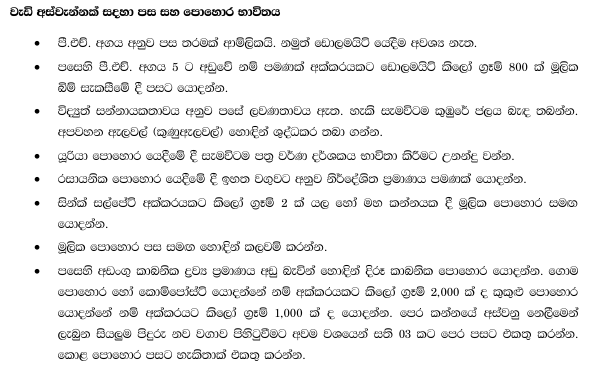 වැඩි අස්වැන්නක් සදහා පස සහ පොහොර භාවිතය
• පී.එච්. අගය අනුව පස තරමක් ආම්ලිකයි. නමුත් ඩොලමයිට් යෙදීම අවශ්‍ය නැත.
• පසෙහි පී.එච්. අගය 5 ට අඩුවේ නම් පමණක් අක්කරයකට ඩොලමයිට් කිලෝ ග්‍රෑම් 800 ක් මූලික
බිම් සැකසීමේ දී පසට යොදන්න.
• විද්‍යුත් සන්නායකතාවය අනුව පසේ ලවණතාවය ඇත. හැකි සැමවිටම කුඹුරේ ජලය බැඳ තබන්න.
අපවහන ඇලවල් (කුණුඇලවල්) හොඳින් ශුද්ධකර තබා ගන්න.
• යූරියා පොහොර යෙදීමේ දී සැමවිටම පත්‍ර වර්ණ දර්ශකය භාවිතා කිරීමට උනන්දු වන්න.
• රසායනික පොහොර යෙදීමේ දී ඉහත වගුවට අනුව නිර්දේශිත ප්‍රමාණය පමණක් යොදන්න.
• සින්ක් සල්පේට් අක්කරයකට කිලෝ ග්‍රෑම් 2 ක් යල හෝ මහ කන්නයක දී මූලික පොහොර සමඟ
යොදන්න.
• මූලික පොහොර පස සමඟ හොඳින් කලවම් කරන්න.
• පසෙහි අඩංගු කාබනික ද්‍රව්‍ය ප්‍රමාණය අඩු බැවින් හොඳින් දිරූ කාබනික පොහොර යොදන්න. ගොම
පොහොර හෝ කොම්පෝස්ට් යොදන්නේ නම් අක්කරයකට කිලෝ ග්‍රෑම් 2,000 ක් ද කුකුළු පොහොර
යොදන්නේ නම් අක්කරයට කිලෝ ග්‍රෑම් 1,000 ක් ද යොදන්න. පෙර කන්නයේ අස්වනු නෙලීමෙන්
ලැබුන සියලුම පිදුරු නව වගාව පිහිටුවීමට අවම වශයෙන් සති 03 කට පෙර පසට එකතු කරන්න.
කොළ පොහොර පසට හැකිතාක් එකතු කරන්න.